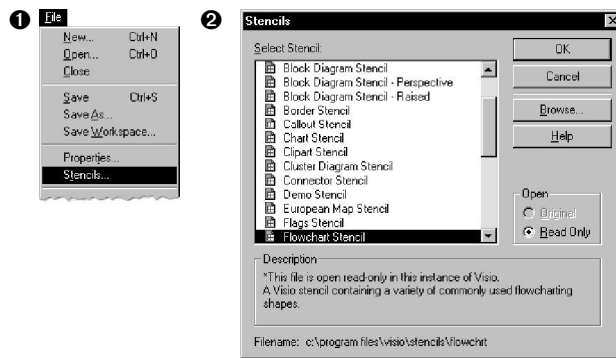 ❶ File
New... Ctrl+N
Open... Ctrl+O
Close
Save Ctrl+S
Save As...
Save Workspace...
Properties...
Stencils...
❷ Stencils
Select Stencil:
Block Diagram Stencil
Block Diagram Stencil - Perspective
Block Diagram Stencil - Raised
Border Stencil
Callout Stencil
Chart Stencil
Clipart Stencil
Cluster Diagram Stencil
Connector Stencil
Demo Stencil
European Map Stencil
Flags Stencil
Flowchart Stencil
OK
Cancel
Browse...
Help
Open
Original
Read Only
Description
*This file is open read-only in this instance of Visio.
A Visio stencil containing a variety of commonly used flowcharting
shapes.
Filename: c:\program files\visio\stencils\flowchrt